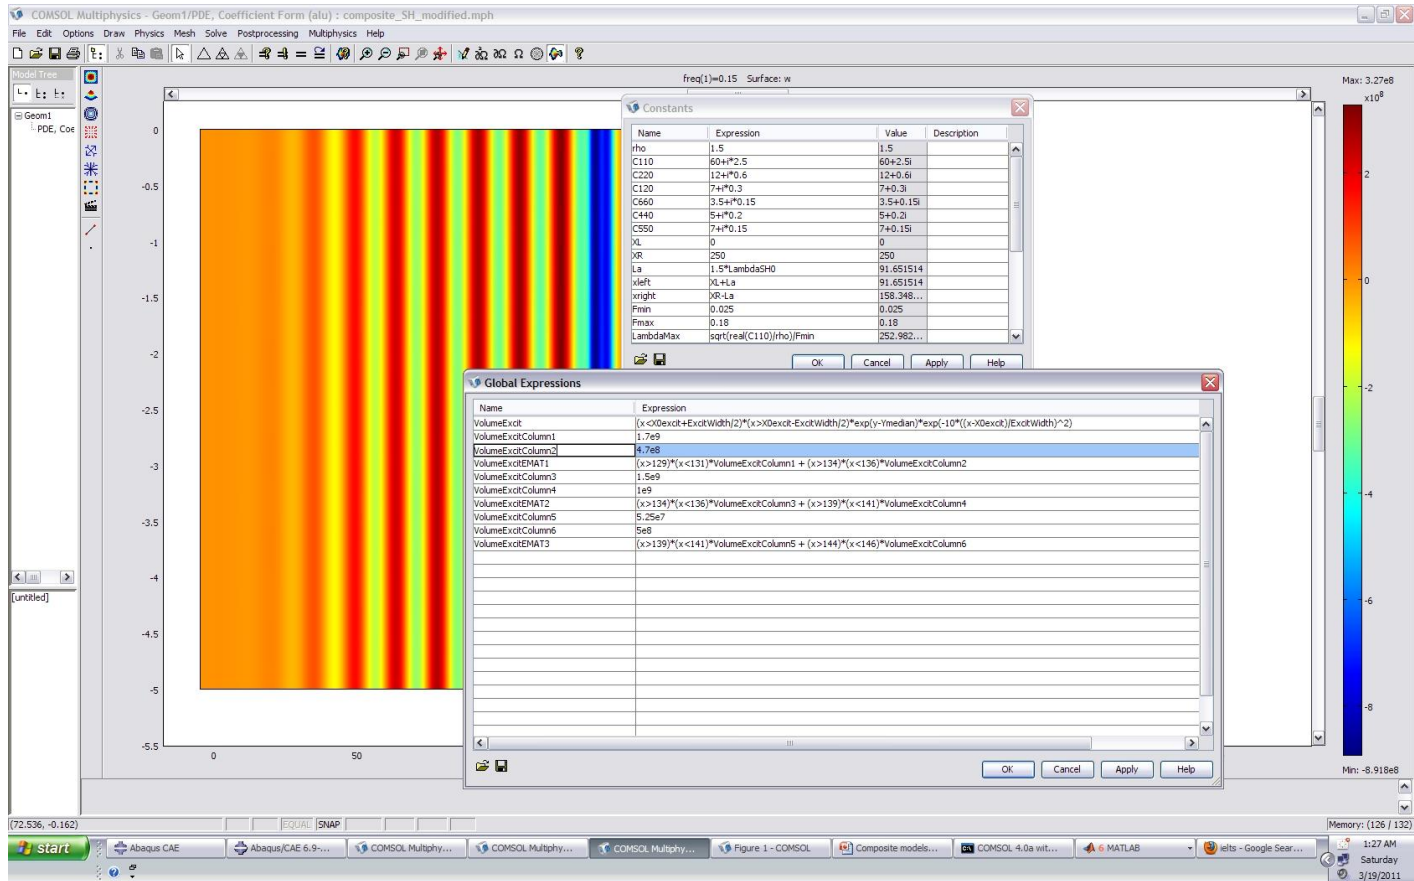 COMSOL Multiphysics - Geom1/PDE, Coefficient Form (alu) : composite_SH_modified.mph
File Edit Options Draw Physics Mesh Solve Postprocessing Multiphysics Help
Model Tree
Geom1
PDE, Coe
[untitled]
freq(1)=0.15 Surface: w
Max: 3.27e8
x10^8
2
0
-2
-4
-6
-8
Min: -8.918e8
0
-0.5
-1
-1.5
-2
-2.5
-3
-3.5
-4
-4.5
-5
-5.5
0 50
Constants
Name Expression Value Description
rho 1.5 1.5
C110 60+i*2.5 60+2.5i
C220 12+i*0.6 12+0.6i
C120 7+i*0.3 7+0.3i
C660 3.5+i*0.15 3.5+0.15i
C440 5+i*0.2 5+0.2i
C550 7+i*0.15 7+0.15i
XL 0 0
XR 250 250
La 1.5*LambdaSH0 91.651514
xleft XL+La 91.651514
xright XR-La 158.348...
Fmin 0.025 0.025
Fmax 0.18 0.18
LambdaMax sqrt(real(C110)/rho)/Fmin 252.982...
OK Cancel Apply Help
Global Expressions
Name Expression
VolumeExcit (x<X0excit+ExcitWidth/2)*(x>X0excit-ExcitWidth/2)*exp(y-Ymedian)*exp(-10*((x-X0excit)/ExcitWidth)^2)
VolumeExcitColumn1 1.7e9
VolumeExcitColumn2 4.7e8
VolumeExcitEMAT1 (x>129)*(x<131)*VolumeExcitColumn1 + (x>134)*(x<136)*VolumeExcitColumn2
VolumeExcitColumn3 1.5e9
VolumeExcitColumn4 1e9
VolumeExcitEMAT2 (x>134)*(x<136)*VolumeExcitColumn3 + (x>139)*(x<141)*VolumeExcitColumn4
VolumeExcitColumn5 5.25e7
VolumeExcitColumn6 5e8
VolumeExcitEMAT3 (x>139)*(x<141)*VolumeExcitColumn5 + (x>144)*(x<146)*VolumeExcitColumn6
OK Cancel Apply Help
(72.536, -0.162) EQUAL SNAP Memory: (126 / 132)
start Abaqus CAE Abaqus/CAE 6.9-... COMSOL Multiphy... COMSOL Multiphy... COMSOL Multiphy... Figure 1 - COMSOL Composite models... COMSOL 4.0a wit... 6 MATLAB ielts - Google Sear... 1:27 AM
Saturday
3/19/2011